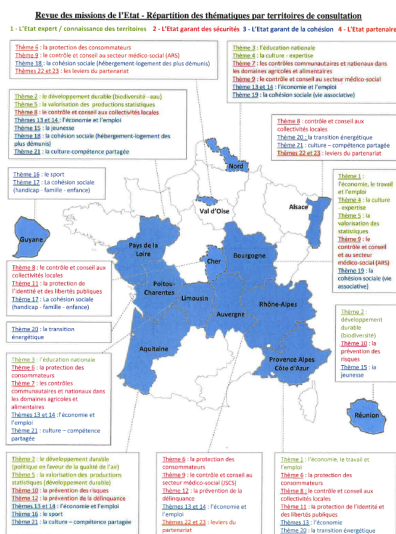 Revue des missions de l'Etat - Répartition des thématiques par territoires de consultation
1 - L'Etat expert / connaissance des territoires 2 - L'Etat garant des sécurités 3 - L'Etat garant de la cohésion 4 - L'Etat partenaire
Thème 6 : la protection des consommateurs
Thème 9 : le contrôle et conseil au secteur médico-social (ARS)
Thème 18 : la cohésion sociale (hébergement-logement des plus démunis)
Thèmes 22 et 23 : les leviers du partenariat
Thème 3 : l'éducation nationale
Thème 4 : la culture - expertise
Thème 7 : les contrôles communautaires et nationaux dans
les domaines agricoles et alimentaires
Thème 9 : le contrôle et conseil au secteur médico-social (ARS)
Thème 13 et 14 : l'économie et l'emploi
Thème 19 : la cohésion sociale (vie associative)
Thème 2 : le développement durable (biodiversité - eau)
Thème 5 : la valorisation des productions statistiques
Thème 8 : le contrôle et conseil aux collectivités locales
Thèmes 13 et 14 : l'économie et l'emploi
Thème 15 : la jeunesse
Thème 18 : la cohésion sociale (hébergement-logement des
plus démunis)
Thème 21 : la culture-compétence partagée
Thème 8 : contrôle et conseil aux
collectivités locales
Thème 20 : la transition énergétique
Thème 21 : culture – compétence partagée
Thèmes 22 et 23 : les leviers du partenariat
Thème 16 : le sport
Thème 17 : La cohésion sociale
(handicap - famille - enfance)
Thème 1 :
l'économie, le travail
et l'emploi
Thème 4 : la culture
- expertise
Thème 5 : la
valorisation des
statistiques
Thème 9 : le
contrôle et conseil
au secteur
médico-social (ARS)
Thème 19 : la
cohésion sociale (vie
associative)
Nord
Val d'Oise
Alsace
Guyane
Pays de la
Loire
Cher
Bourgogne
Poitou-
Charentes
Limousin
Rhône-Alpes
Auvergne
Aquitaine
Provence Alpes
Côte d'Azur
Réunion
Thème 8 : le contrôle et conseil aux
collectivités locales
Thème 11 : la protection de
l'identité et des libertés publiques
Thème 17 : La cohésion sociale
(handicap - famille - enfance)
Thème 20 : la transition
énergétique
Thème 2 :
développement
durable
(biodiversité)
Thème 10 : la
prévention des
risques
Thème 15 : la
jeunesse
Thème 3 : l'éducation nationale
Thème 6 : la protection des
consommateurs
Thème 7 : les contrôles
communautaires et nationaux dans
les domaines agricoles et
alimentaires
Thèmes 13 et 14 : l'économie et
l'emploi
Thème 21 : culture – compétence
partagée
Thème 2 : le développement durable
(politique en faveur de la qualité de l'air)
Thème 5 : la valorisation des productions
statistiques (développement durable)
Thème 10 : la prévention des risques
Thème 12 : la prévention de la délinquance
Thèmes 13 et 14 : l'économie et l'emploi
Thème 16 : le sport
Thème 21 : la culture – compétence partagée
Thème 6 : la protection des
consommateurs
Thème 9 : le contrôle et conseil au
secteur médico-social (JSCS)
Thème 12 : la prévention de la
délinquance
Thèmes 13 et 14 : l'économie et
l'emploi
Thèmes 22 et 23 : leviers du
partenariat
Thème 1 : l'économie, le travail et
l'emploi
Thème 6 : la protection des
consommateurs
Thème 8 : le contrôle et conseil aux
collectivités locales
Thème 11 : la protection de l'identité et
des libertés publiques
Thèmes 13 : l'économie
Thème 20 : la transition énergétique